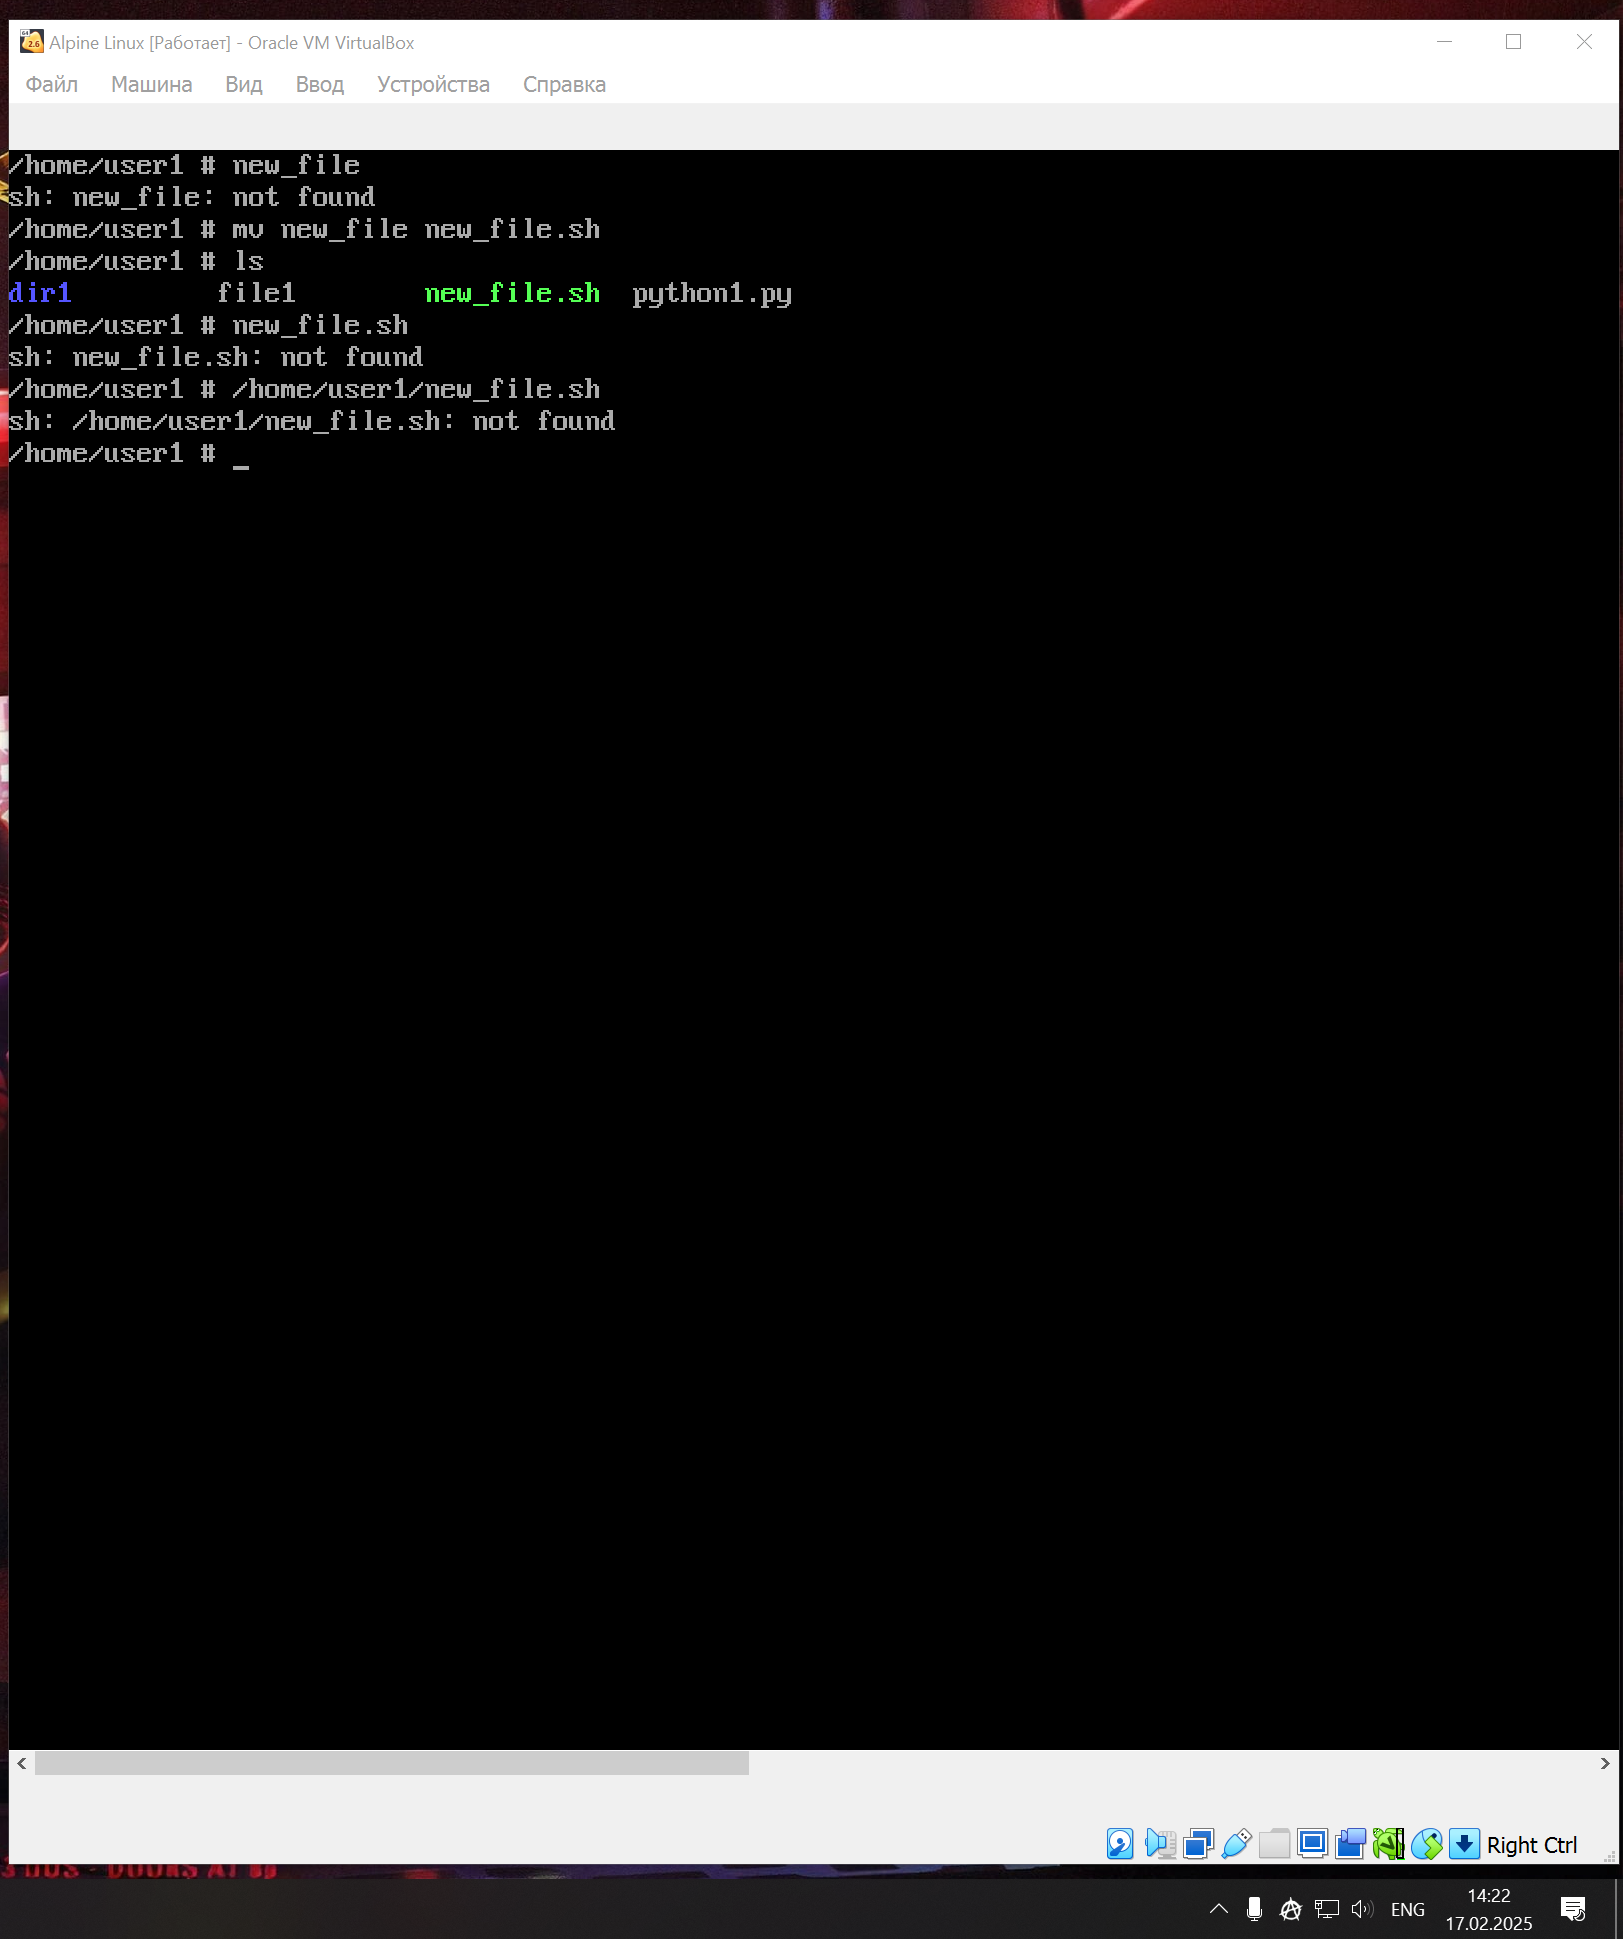 Alpine Linux [Работает] - Oracle VM VirtualBox
Файл Машина Вид Ввод Устройства Справка
/home/user1 # new_file
sh: new_file: not found
/home/user1 # mv new_file new_file.sh
/home/user1 # ls
dir1 file1 new_file.sh python1.py
/home/user1 # new_file.sh
sh: new_file.sh: not found
/home/user1 # /home/user1/new_file.sh
sh: /home/user1/new_file.sh: not found
/home/user1 # _
Right Ctrl
ENG
14:22
17.02.2025